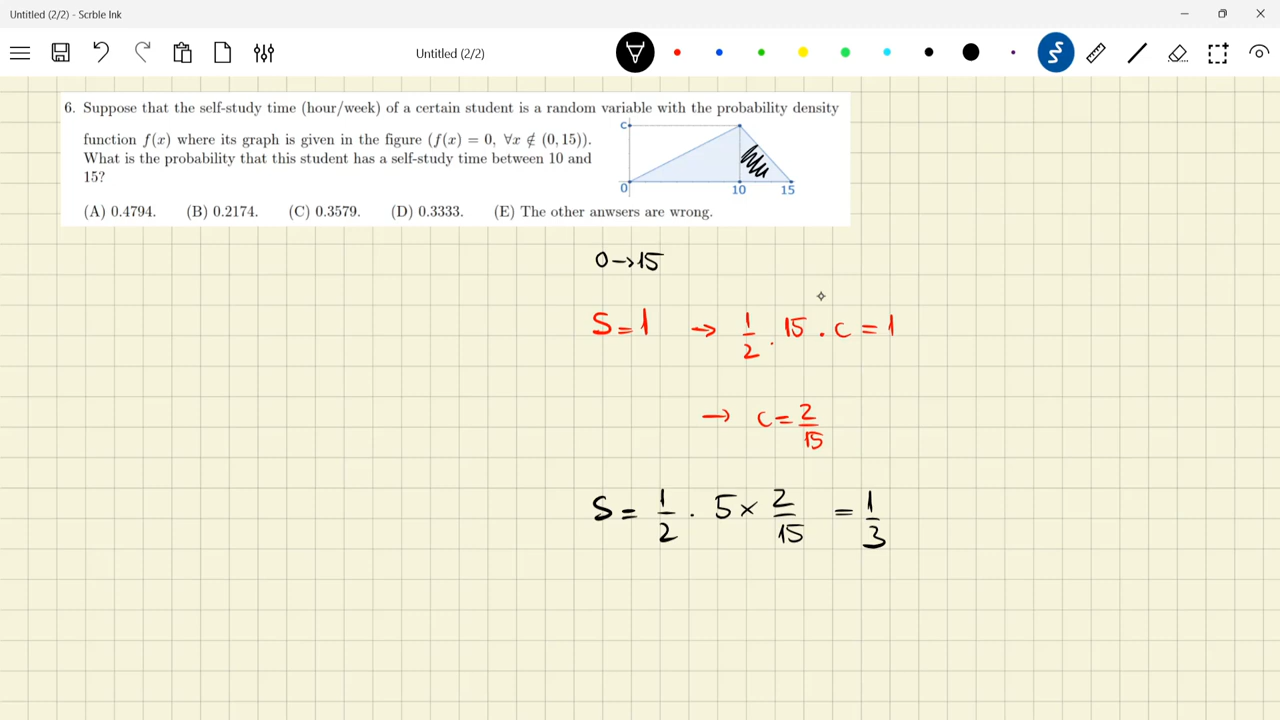 Untitled (2/2) - Scrble Ink
Untitled (2/2)
6. Suppose that the self-study time (hour/week) of a certain student is a random variable with the probability density
function f(x) where its graph is given in the figure (f(x) = 0, ∀x ∉ (0, 15)).
What is the probability that this student has a self-study time between 10 and
15?
c
0 10 15
(A) 0.4794. (B) 0.2174. (C) 0.3579. (D) 0.3333. (E) The other anwsers are wrong.
0 → 15
S = 1 → 1/2 . 15 . c = 1
→ c = 2/15
S = 1/2 . 5 × 2/15 = 1/3